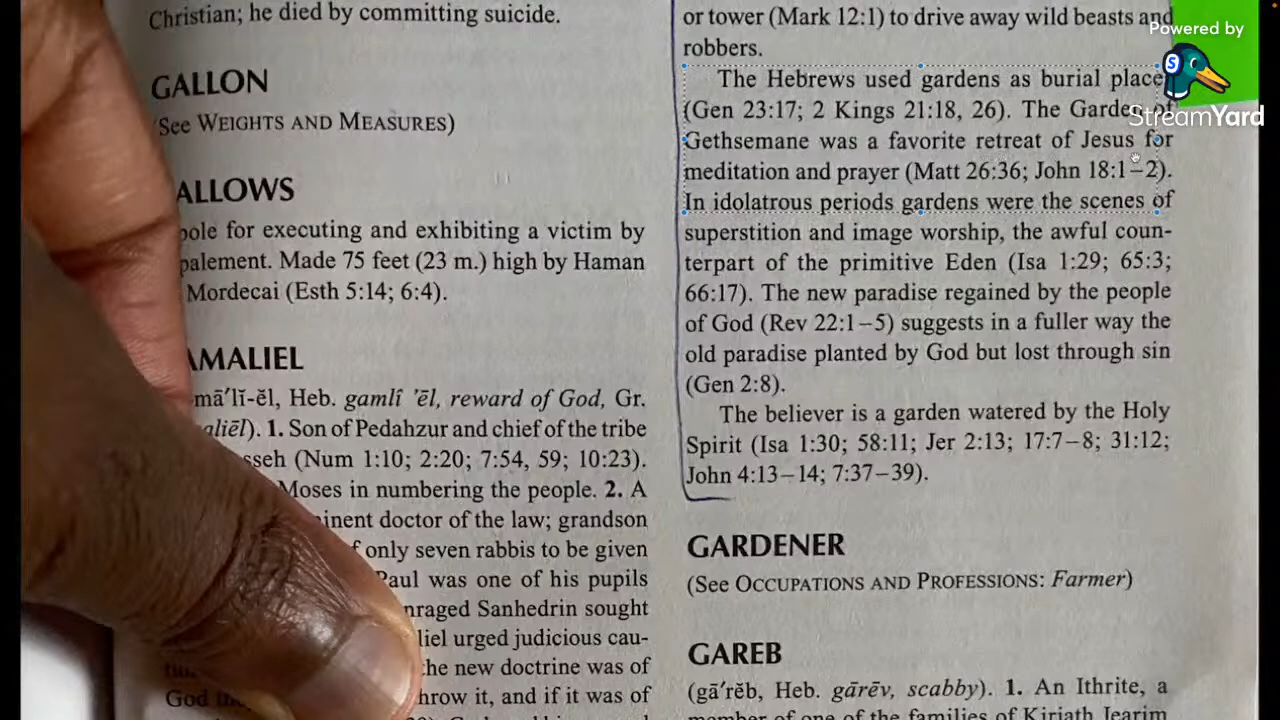 Christian; he died by committing suicide.
GALLON
(See WEIGHTS AND MEASURES)
ALLOWS
pole for executing and exhibiting a victim by
palement. Made 75 feet (23 m.) high by Haman
Mordecai (Esth 5:14; 6:4).
AMALIEL
mā′lĭ-ĕl, Heb. gamlî 'ēl, reward of God, Gr.
aliēl). 1. Son of Pedahzur and chief of the tribe
sseh (Num 1:10; 2:20; 7:54, 59; 10:23).
Moses in numbering the people. 2. A
inent doctor of the law; grandson
f only seven rabbis to be given
Paul was one of his pupils
nraged Sanhedrin sought
liel urged judicious cau-
the new doctrine was of
God throw it, and if it was of
or tower (Mark 12:1) to drive away wild beasts and
robbers.
The Hebrews used gardens as burial place
(Gen 23:17; 2 Kings 21:18, 26). The Garden of
Gethsemane was a favorite retreat of Jesus for
meditation and prayer (Matt 26:36; John 18:1–2).
In idolatrous periods gardens were the scenes of
superstition and image worship, the awful coun-
terpart of the primitive Eden (Isa 1:29; 65:3;
66:17). The new paradise regained by the people
of God (Rev 22:1–5) suggests in a fuller way the
old paradise planted by God but lost through sin
(Gen 2:8).
The believer is a garden watered by the Holy
Spirit (Isa 1:30; 58:11; Jer 2:13; 17:7–8; 31:12;
John 4:13–14; 7:37–39).
GARDENER
(See OCCUPATIONS AND PROFESSIONS: Farmer)
GAREB
(gā′rĕb, Heb. gārēv, scabby). 1. An Ithrite, a
member of one of the families of Kiriath Jearim
Powered by
S
StreamYard